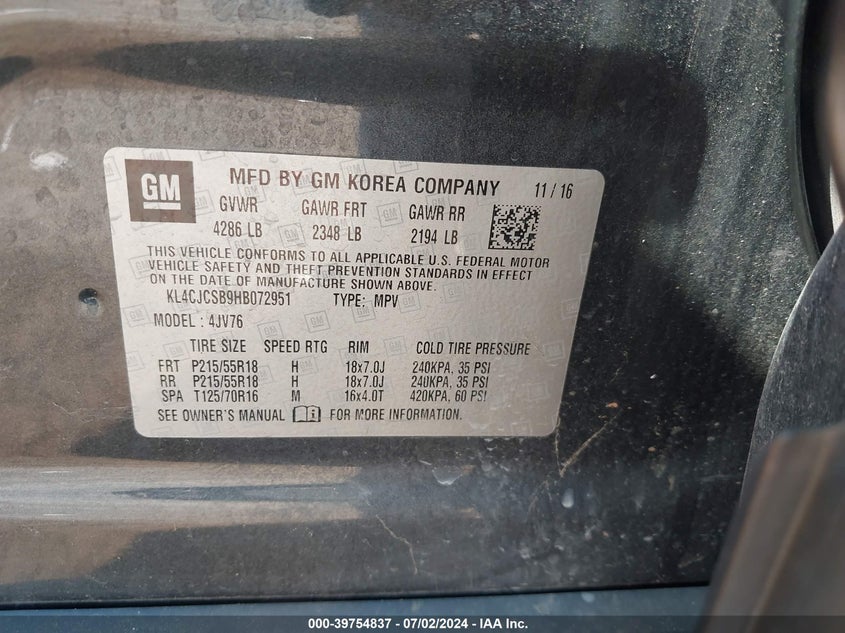 GM
MFD BY GM KOREA COMPANY 11/16
GVWR GAWR FRT GAWR RR
4286 LB 2348 LB 2194 LB
THIS VEHICLE CONFORMS TO ALL APPLICABLE U.S. FEDERAL MOTOR
VEHICLE SAFETY AND THEFT PREVENTION STANDARDS IN EFFECT
ON THE DATE OF MANUFACTURE SHOWN ABOVE.
KL4CJCSB9HB072951 TYPE: MPV
MODEL: 4JV76
TIRE SIZE SPEED RTG RIM COLD TIRE PRESSURE
FRT P215/55R18 H 18x7.0J 240KPA, 35 PSI
RR P215/55R18 H 18x7.0J 240KPA, 35 PSI
SPA T125/70R16 M 16x4.0T 420KPA, 60 PSI
SEE OWNER'S MANUAL FOR MORE INFORMATION.
000-39754837 - 07/02/2024 - IAA Inc.